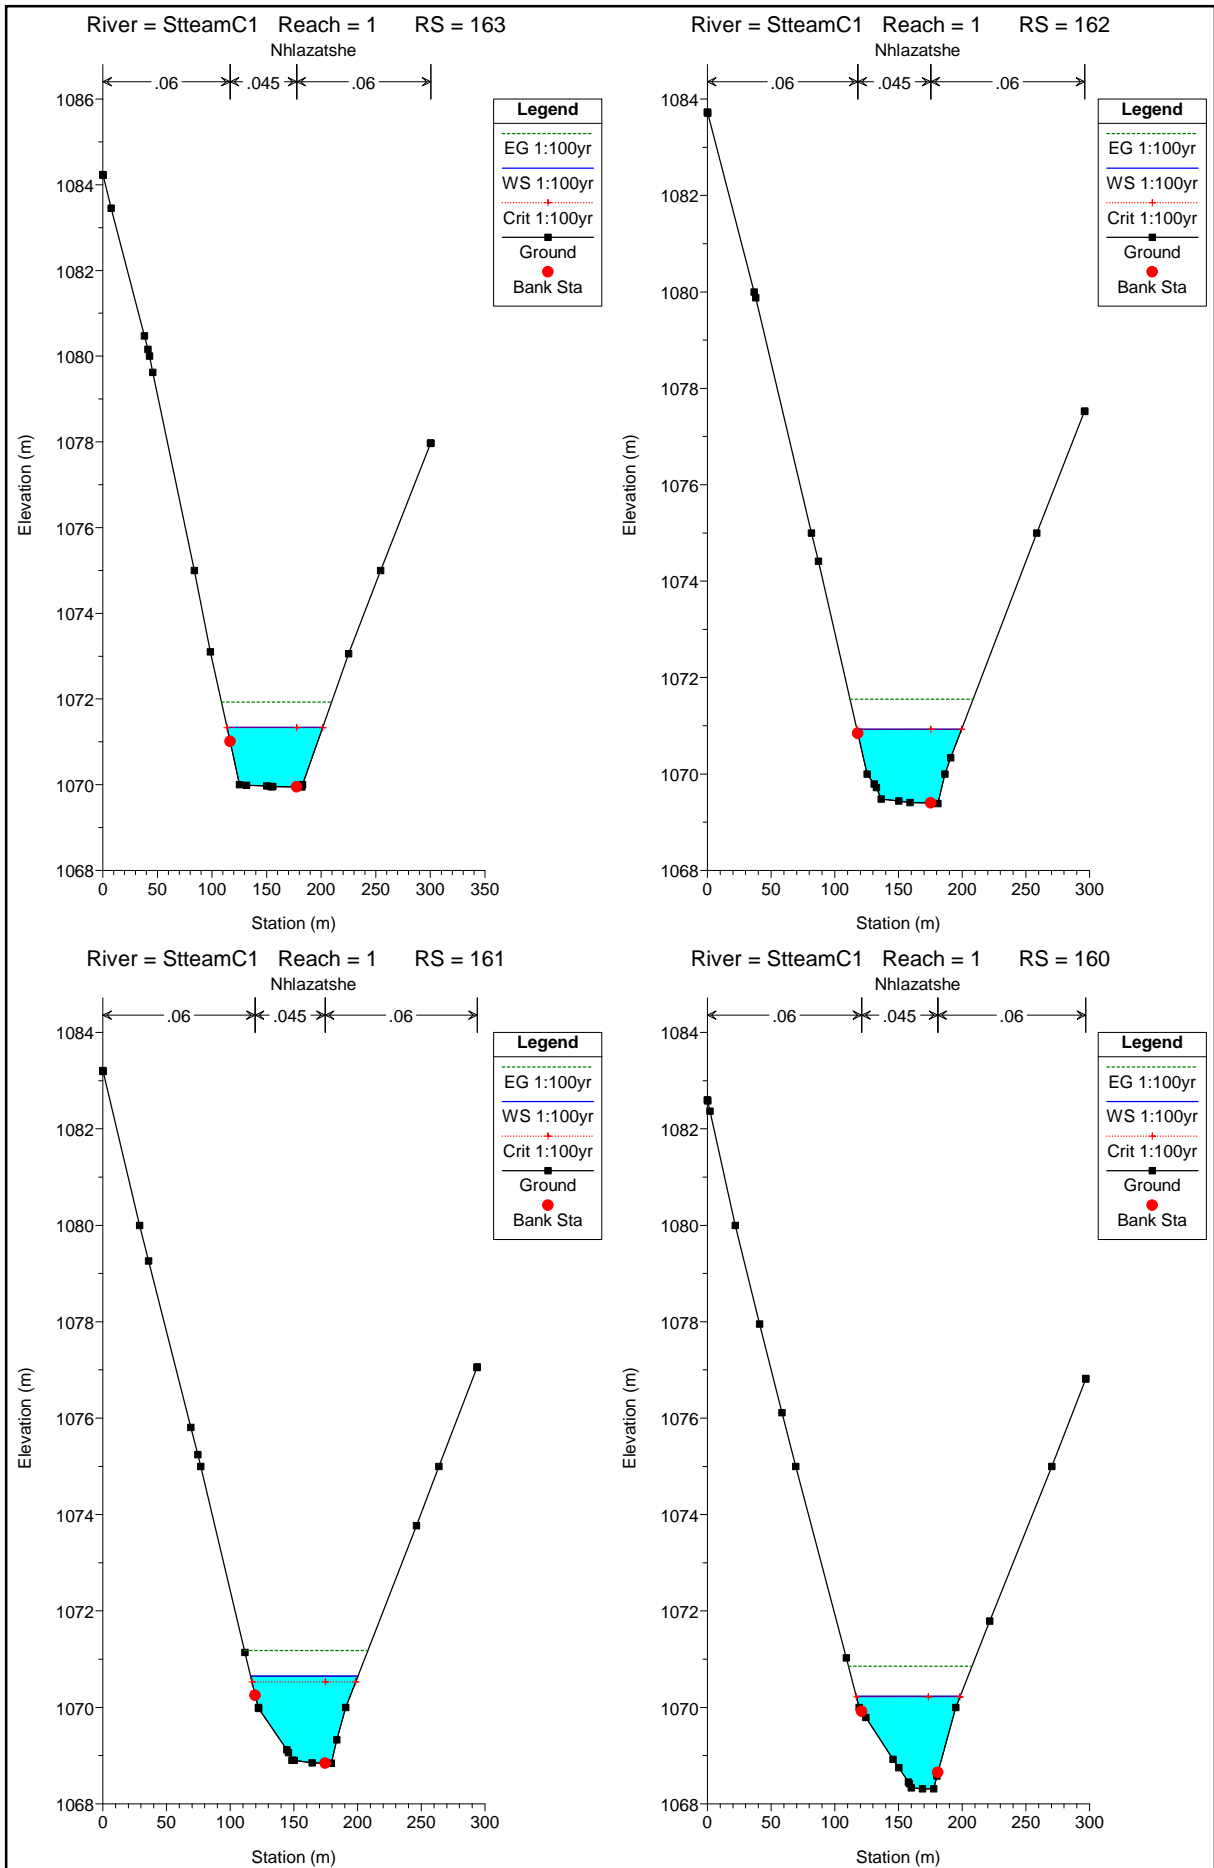 River = StteamC1 Reach = 1 RS = 163
Nhlazatshe
.06 .045 .06
Legend
EG 1:100yr
WS 1:100yr
Crit 1:100yr
Ground
Bank Sta
1086
1084
1082
1080
1078
1076
1074
1072
1070
1068
Elevation (m)
0 50 100 150 200 250 300 350
Station (m)
River = StteamC1 Reach = 1 RS = 162
Nhlazatshe
.06 .045 .06
Legend
EG 1:100yr
WS 1:100yr
Crit 1:100yr
Ground
Bank Sta
1084
1082
1080
1078
1076
1074
1072
1070
1068
Elevation (m)
0 50 100 150 200 250 300
Station (m)
River = StteamC1 Reach = 1 RS = 161
Nhlazatshe
.06 .045 .06
Legend
EG 1:100yr
WS 1:100yr
Crit 1:100yr
Ground
Bank Sta
1084
1082
1080
1078
1076
1074
1072
1070
1068
Elevation (m)
0 50 100 150 200 250 300
Station (m)
River = StteamC1 Reach = 1 RS = 160
Nhlazatshe
.06 .045 .06
Legend
EG 1:100yr
WS 1:100yr
Crit 1:100yr
Ground
Bank Sta
1084
1082
1080
1078
1076
1074
1072
1070
1068
Elevation (m)
0 50 100 150 200 250 300
Station (m)